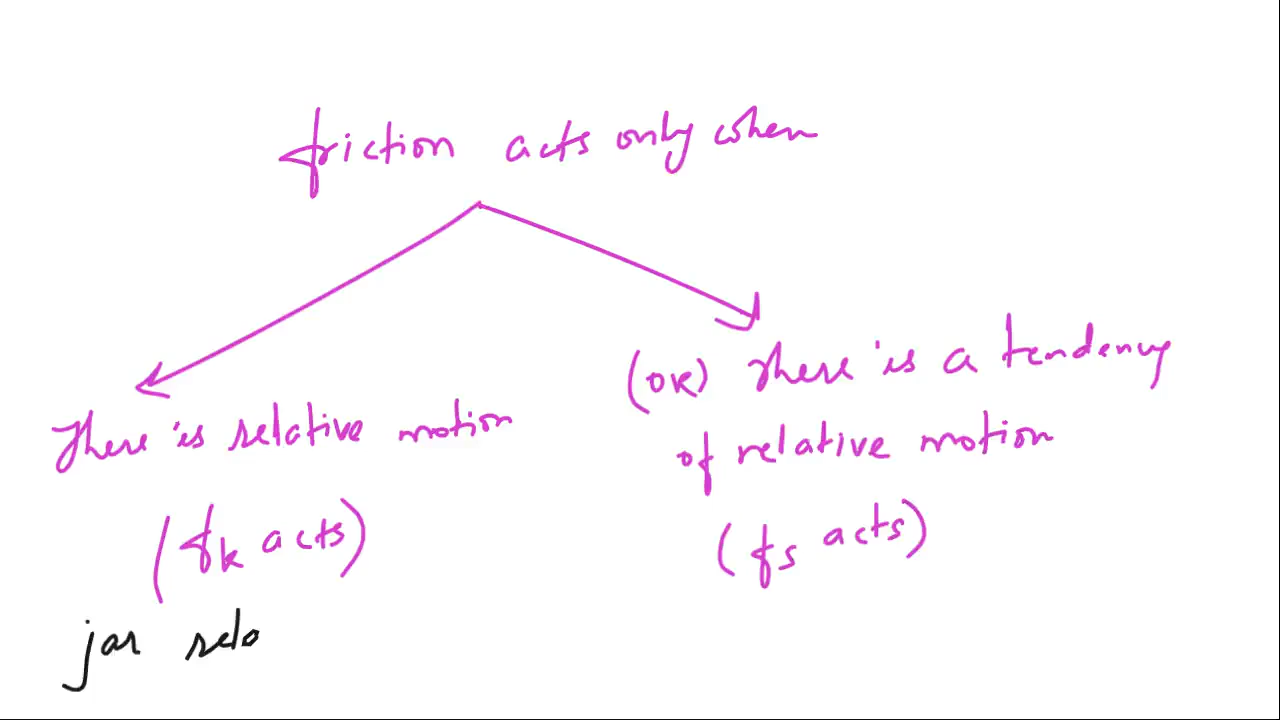 friction acts only when
There is relative motion
(fk acts)
(OR) There is a tendency
of relative motion
(fs acts)
jar